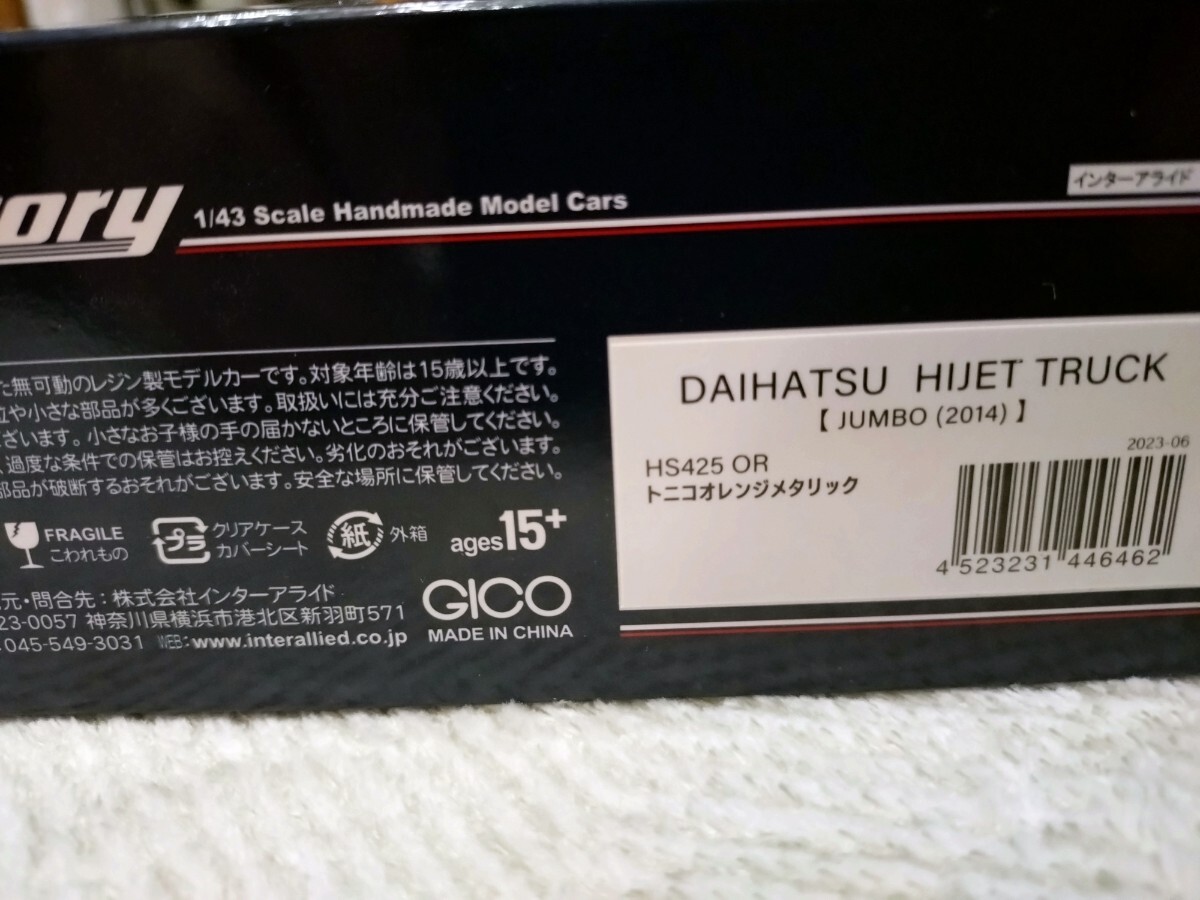 ory
1/43 Scale Handmade Model Cars
インターアライド
た無可動のレジン製モデルカーです。対象年齢は15歳以上です。
位や小さな部品が多くございます。取扱いには充分ご注意ください。
ざいます。小さなお子様の手の届かないところに保管してください。
、過度な条件での保管はお控えください。劣化のおそれがございます。
部品が破断するおそれがございます。安全な場所に保管してください。
FRAGILE
こわれもの
プラ
クリアケース
カバーシート
紙
外箱
ages15+
元・問合先:株式会社インターアライド
23-0057 神奈川県横浜市港北区新羽町571
:045-549-3031 WEB:www.interallied.co.jp
GICO
MADE IN CHINA
DAIHATSU HIJET TRUCK
【 JUMBO (2014) 】
2023-06
HS425 OR
トニコオレンジメタリック
4 523231 446462